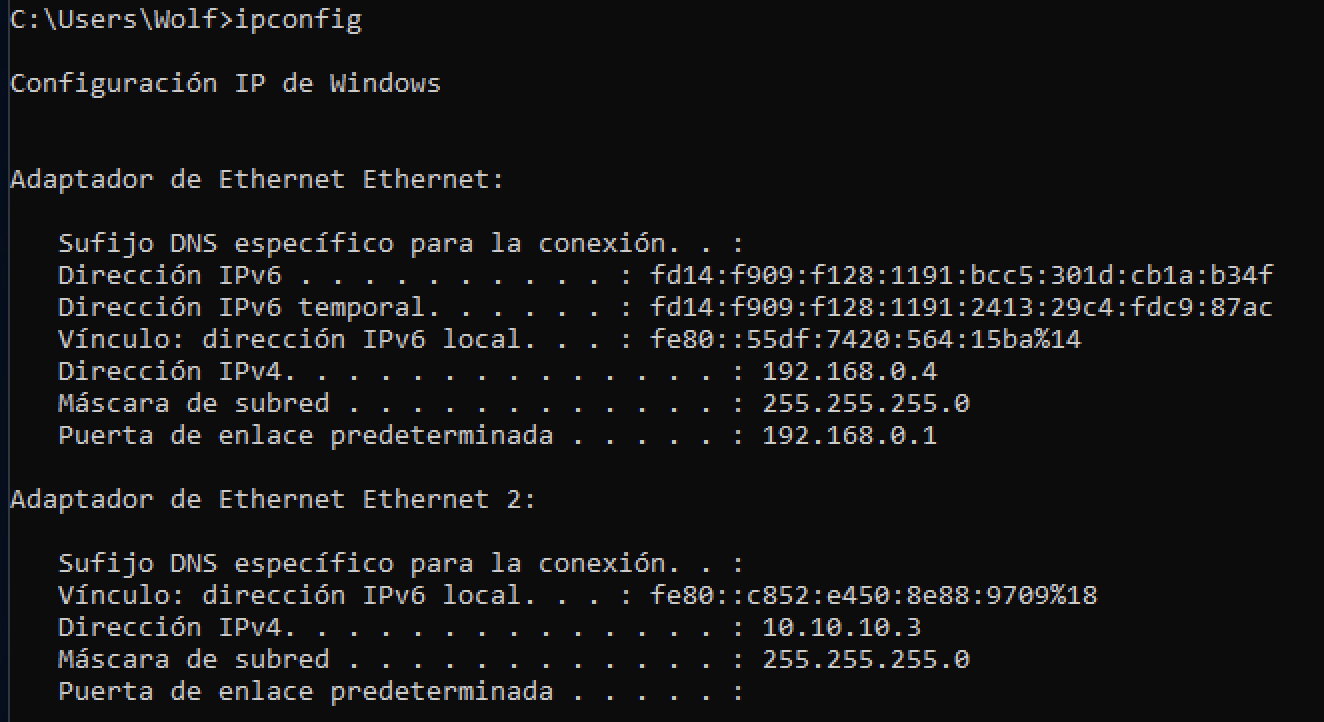 C:\Users\Wolf>ipconfig
Configuración IP de Windows
Adaptador de Ethernet Ethernet:
Sufijo DNS específico para la conexión. . :
Dirección IPv6 . . . . . . . . . . : fd14:f909:f128:1191:bcc5:301d:cb1a:b34f
Dirección IPv6 temporal. . . . . . : fd14:f909:f128:1191:2413:29c4:fdc9:87ac
Vínculo: dirección IPv6 local. . . : fe80::55df:7420:564:15ba%14
Dirección IPv4. . . . . . . . . . . . . . : 192.168.0.4
Máscara de subred . . . . . . . . . . . . : 255.255.255.0
Puerta de enlace predeterminada . . . . . : 192.168.0.1
Adaptador de Ethernet Ethernet 2:
Sufijo DNS específico para la conexión. . :
Vínculo: dirección IPv6 local. . . : fe80::c852:e450:8e88:9709%18
Dirección IPv4. . . . . . . . . . . . . . : 10.10.10.3
Máscara de subred . . . . . . . . . . . . : 255.255.255.0
Puerta de enlace predeterminada . . . . . :